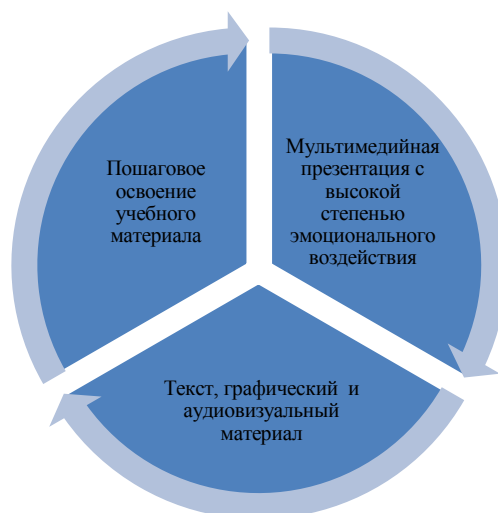 Пошаговое
освоение
учебного
материала
Мультимедийная
презентация с
высокой
степенью
эмоционального
воздействия
Текст, графический и
аудиовизуальный
материал